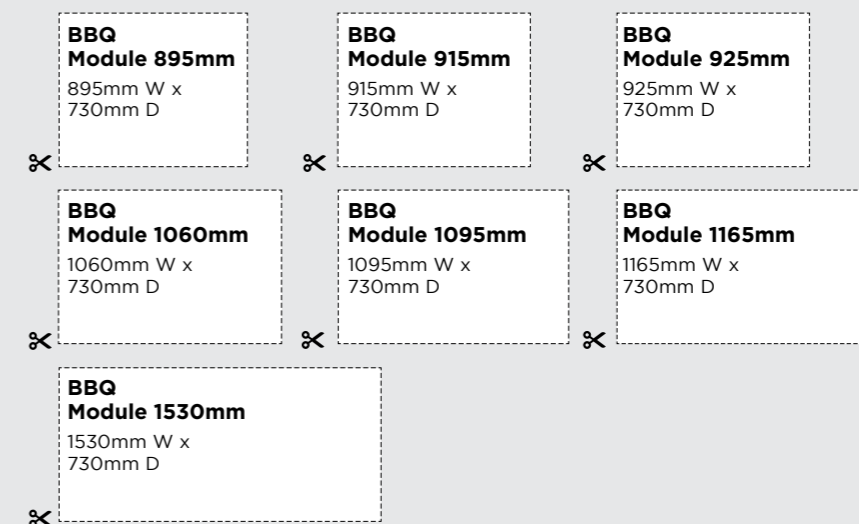 BBQ
Module 895mm
895mm W x
730mm D
BBQ
Module 915mm
915mm W x
730mm D
BBQ
Module 925mm
925mm W x
730mm D
BBQ
Module 1060mm
1060mm W x
730mm D
BBQ
Module 1095mm
1095mm W x
730mm D
BBQ
Module 1165mm
1165mm W x
730mm D
BBQ
Module 1530mm
1530mm W x
730mm D